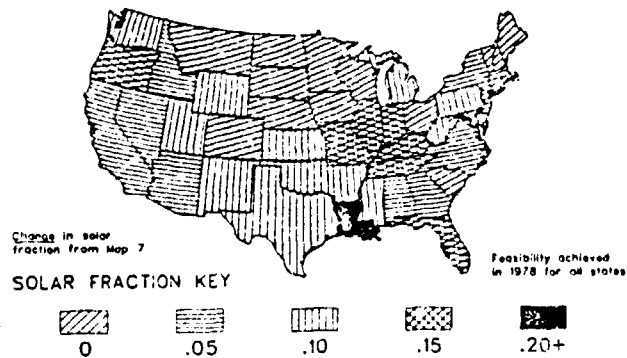 Change in solar
fraction from Map 7
Feasibility achieved
in 1978 for all states
SOLAR FRACTION KEY
0 .05 .10 .15 .20+